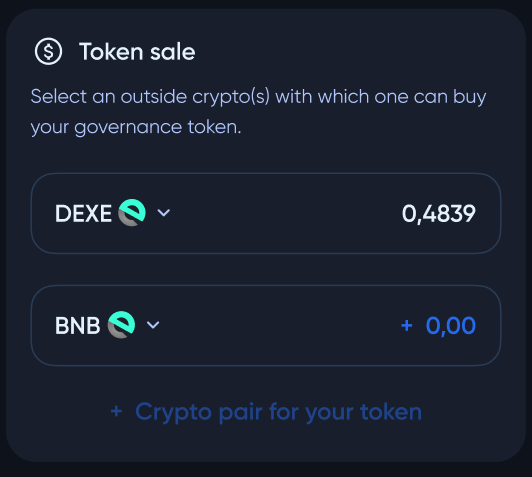 Token sale
Select an outside crypto(s) with which one can buy
your governance token.
DEXE 0,4839
BNB + 0,00
+ Crypto pair for your token